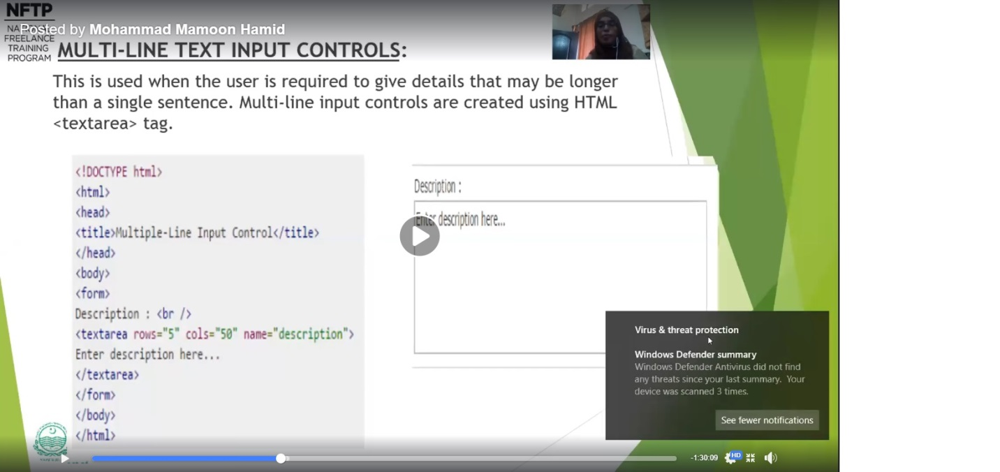 NFTP
NATIONAL
FREELANCE
TRAINING
PROGRAM
Posted by Mohammad Mamoon Hamid
MULTI-LINE TEXT INPUT CONTROLS:
This is used when the user is required to give details that may be longer
than a single sentence. Multi-line input controls are created using HTML
<textarea> tag.
<!DOCTYPE html>
<html>
<head>
<title>Multiple-Line Input Control</title>
</head>
<body>
<form>
Description : <br />
<textarea rows="5" cols="50" name="description">
Enter description here...
</textarea>
</form>
</body>
</html>
Description :
Enter description here...
Virus & threat protection
Windows Defender summary
Windows Defender Antivirus did not find
any threats since your last summary. Your
device was scanned 3 times.
See fewer notifications
-1:30:09
HD